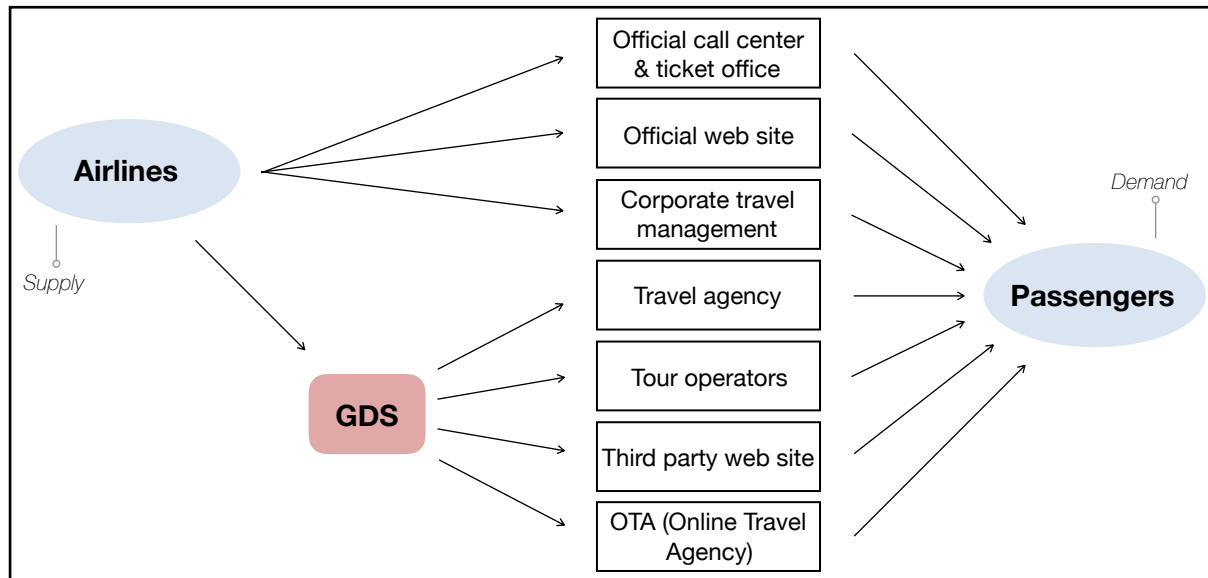 Official call center
& ticket office
Official web site
Airlines
Demand
Corporate travel
management
Supply
Travel agency
Passengers
Tour operators
GDS
Third party web site
OTA (Online Travel
Agency)